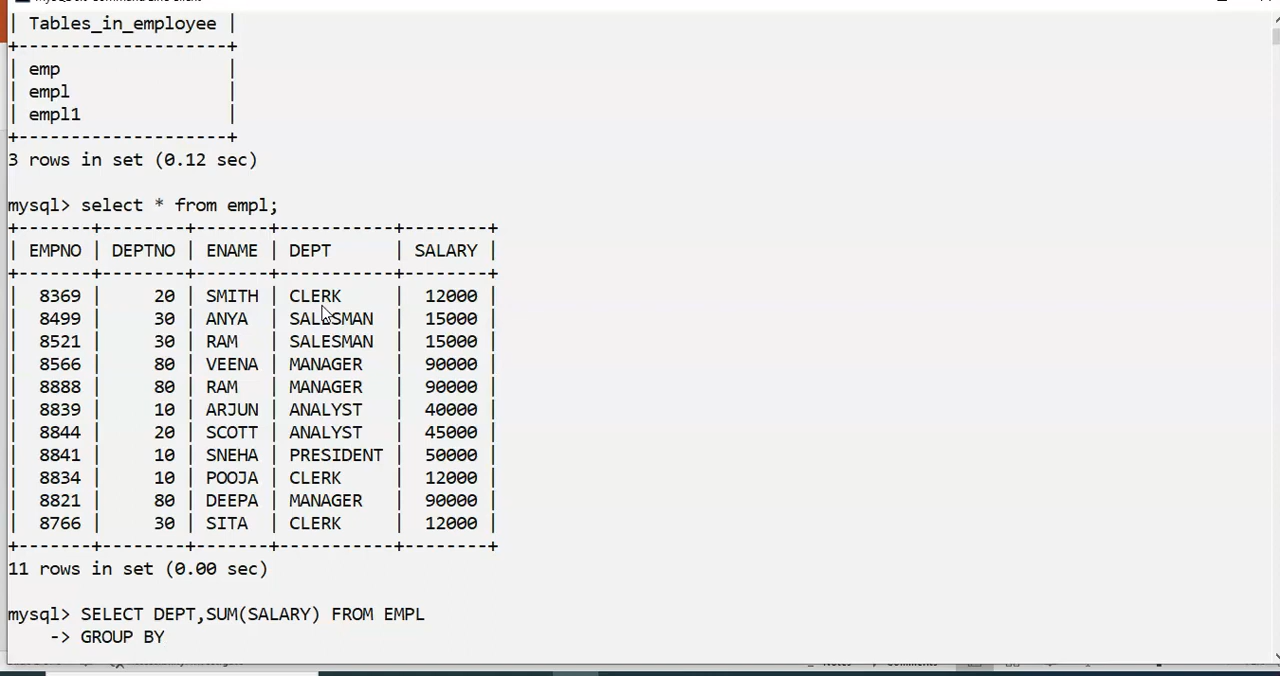 | Tables_in_employee |
+--------------------+
| emp                |
| empl               |
| empl1              |
+--------------------+
3 rows in set (0.12 sec)
mysql> select * from empl;
+-------+--------+-------+-----------+--------+
| EMPNO | DEPTNO | ENAME | DEPT      | SALARY |
+-------+--------+-------+-----------+--------+
|  8369 |     20 | SMITH | CLERK     |  12000 |
|  8499 |     30 | ANYA  | SALESMAN  |  15000 |
|  8521 |     30 | RAM   | SALESMAN  |  15000 |
|  8566 |     80 | VEENA | MANAGER   |  90000 |
|  8888 |     80 | RAM   | MANAGER   |  90000 |
|  8839 |     10 | ARJUN | ANALYST   |  40000 |
|  8844 |     20 | SCOTT | ANALYST   |  45000 |
|  8841 |     10 | SNEHA | PRESIDENT |  50000 |
|  8834 |     10 | POOJA | CLERK     |  12000 |
|  8821 |     80 | DEEPA | MANAGER   |  90000 |
|  8766 |     30 | SITA  | CLERK     |  12000 |
+-------+--------+-------+-----------+--------+
11 rows in set (0.00 sec)
mysql> SELECT DEPT,SUM(SALARY) FROM EMPL
    -> GROUP BY